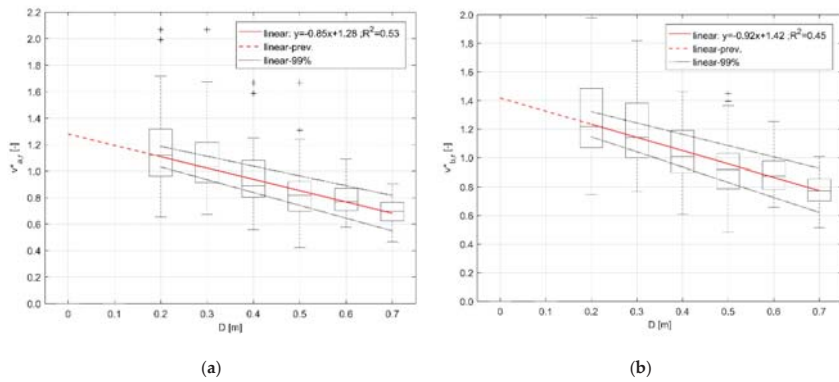 linear: y=-0.85x+1.28 ;R²=0.53
linear-prev.
linear-99%
2.0
1.8
1.6
1.4
1.2
1.0
0.8
0.6
0.4
0.2
0.0
v*a,r [-]
0 0.1 0.2 0.3 0.4 0.5 0.6 0.7
D [m]
(a)
linear: y=-0.92x+1.42 ;R²=0.45
linear-prev.
linear-99%
2.0
1.8
1.6
1.4
1.2
1.0
0.8
0.6
0.4
0.2
0.0
v*b,r [-]
0 0.1 0.2 0.3 0.4 0.5 0.6 0.7
D [m]
(b)